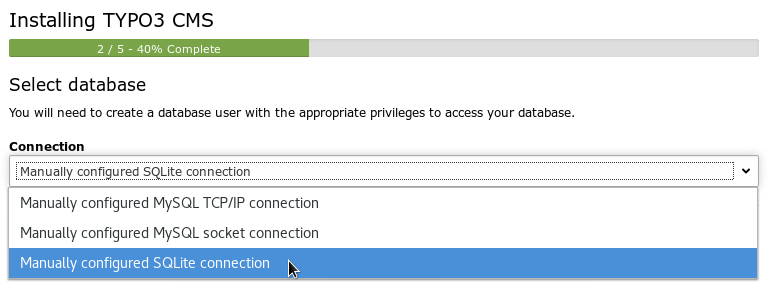 Installing TYPO3 CMS
2 / 5 - 40% Complete
Select database
You will need to create a database user with the appropriate privileges to access your database.
Connection
Manually configured SQLite connection
Manually configured MySQL TCP/IP connection
Manually configured MySQL socket connection
Manually configured SQLite connection